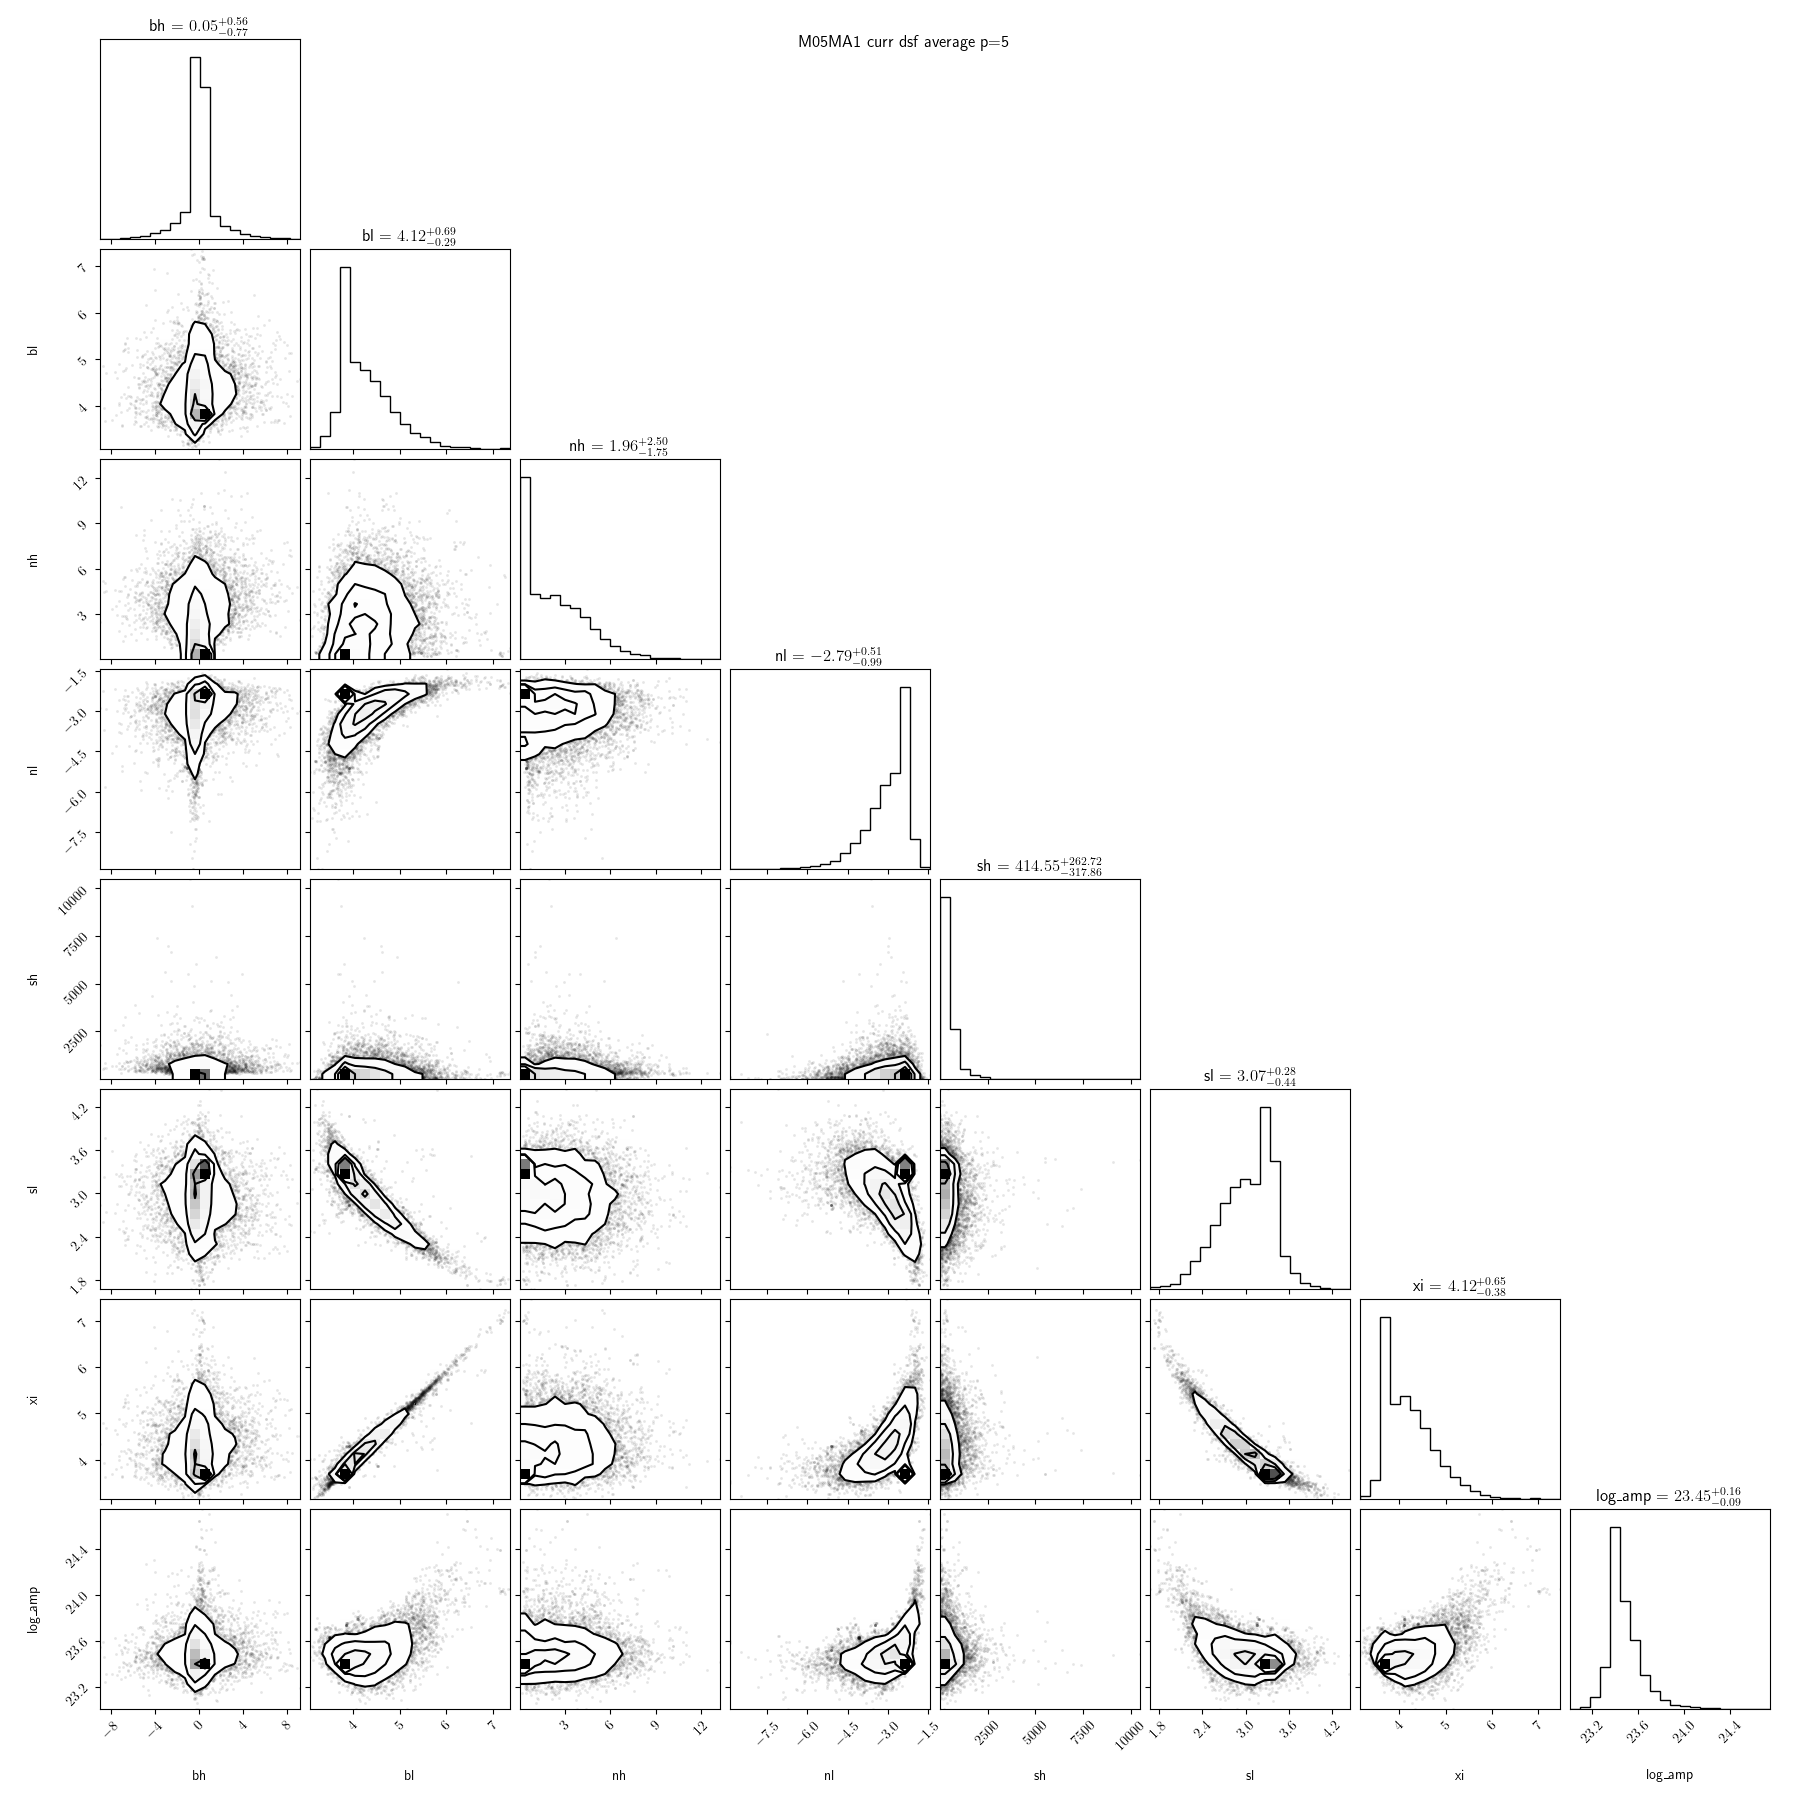 bh = 0.05^{+0.56}_{-0.77}
M05MA1 curr dsf average p=5
bl = 4.12^{+0.69}_{-0.29}
7
6
5
4
bl
nh = 1.96^{+2.50}_{-1.75}
12
9
6
3
nh
nl = −2.79^{+0.51}_{-0.99}
−1.5
−3.0
−4.5
−6.0
−7.5
nl
sh = 414.55^{+262.72}_{-317.86}
10000
7500
5000
2500
sh
sl = 3.07^{+0.28}_{-0.44}
4.2
3.6
3.0
2.4
1.8
sl
xi = 4.12^{+0.65}_{-0.38}
7
6
5
4
xi
log_amp = 23.45^{+0.16}_{-0.09}
24.4
24.0
23.6
23.2
log_amp
−8 −4 0 4 8 4 5 6 7 3 6 9 12 −7.5 −6.0 −4.5 −3.0 −1.5 2500 5000 7500 10000 1.8 2.4 3.0 3.6 4.2 4 5 6 7 23.2 23.6 24.0 24.4
bh bl nh nl sh sl xi log_amp